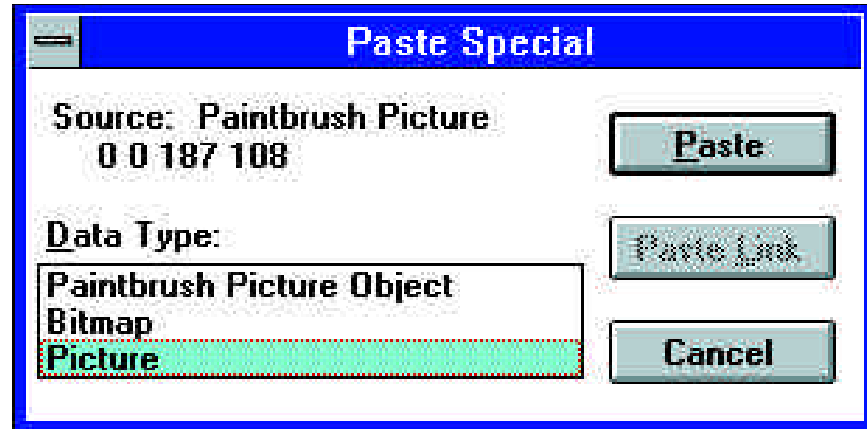 Paste Special
Source: Paintbrush Picture
0 0 187 108
Paste
Data Type:
Paste Link
Paintbrush Picture Object
Bitmap
Picture
Cancel